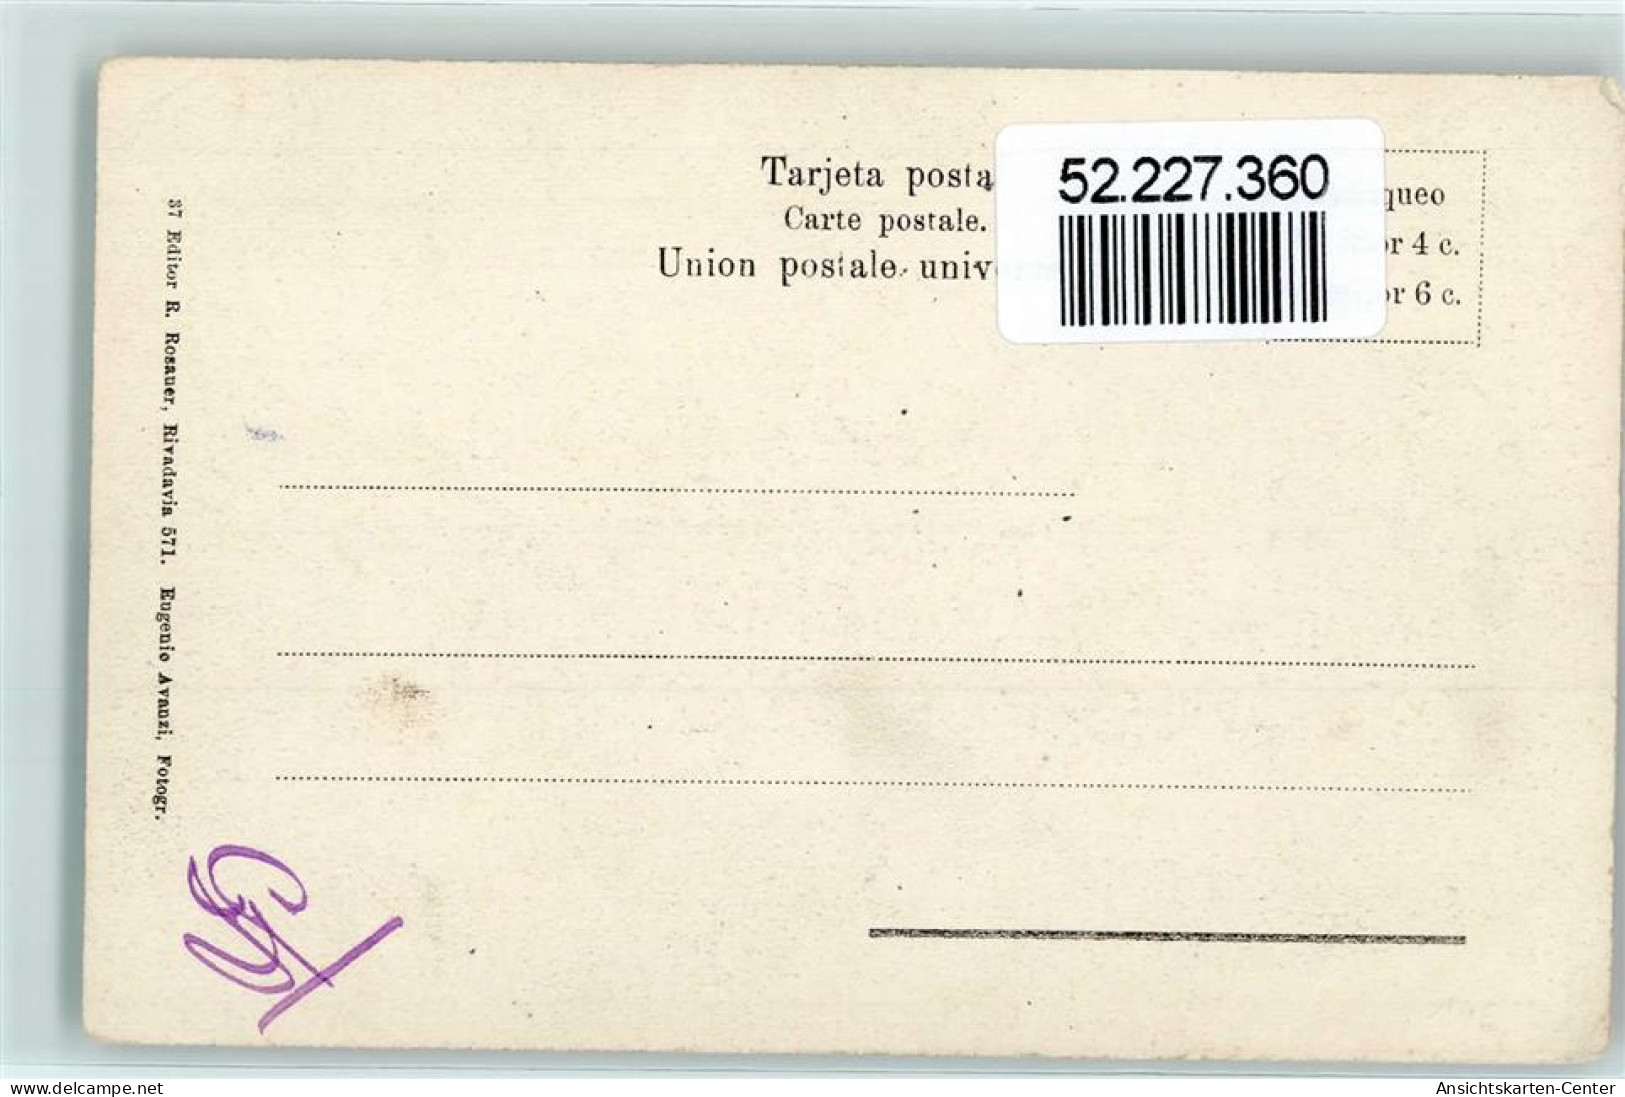 Tarjeta posta
Carte postale.
Union postale univ
52.227.360
queo
or 4 c.
or 6 c.
37 Editor R. Rosauer, Rivadavia 571. Eugenio Avanzi, Fotogr.
www.delcampe.net
Ansichtskarten-Center